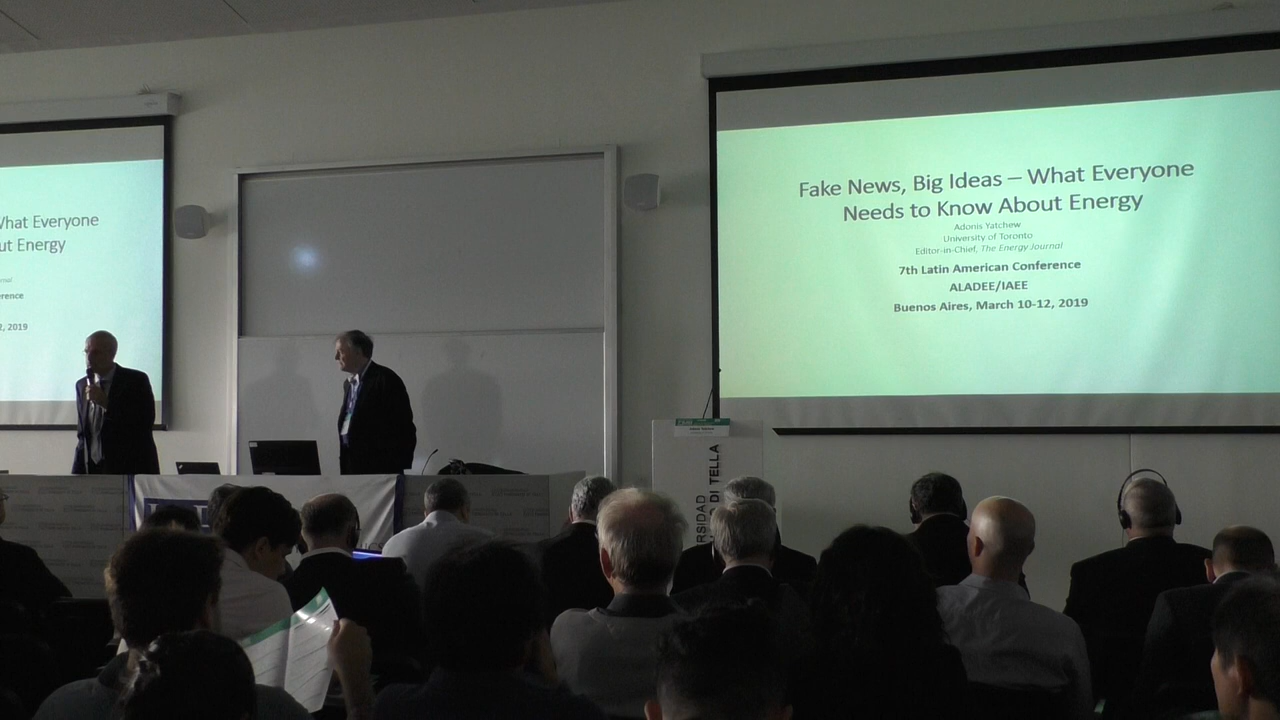 What Everyone
ut Energy
rnal
erence
2, 2019
Fake News, Big Ideas – What Everyone
Needs to Know About Energy
Adonis Yatchew
University of Toronto
Editor-in-Chief, The Energy Journal
7th Latin American Conference
ALADEE/IAEE
Buenos Aires, March 10-12, 2019
RSIDAD
DI TELLA